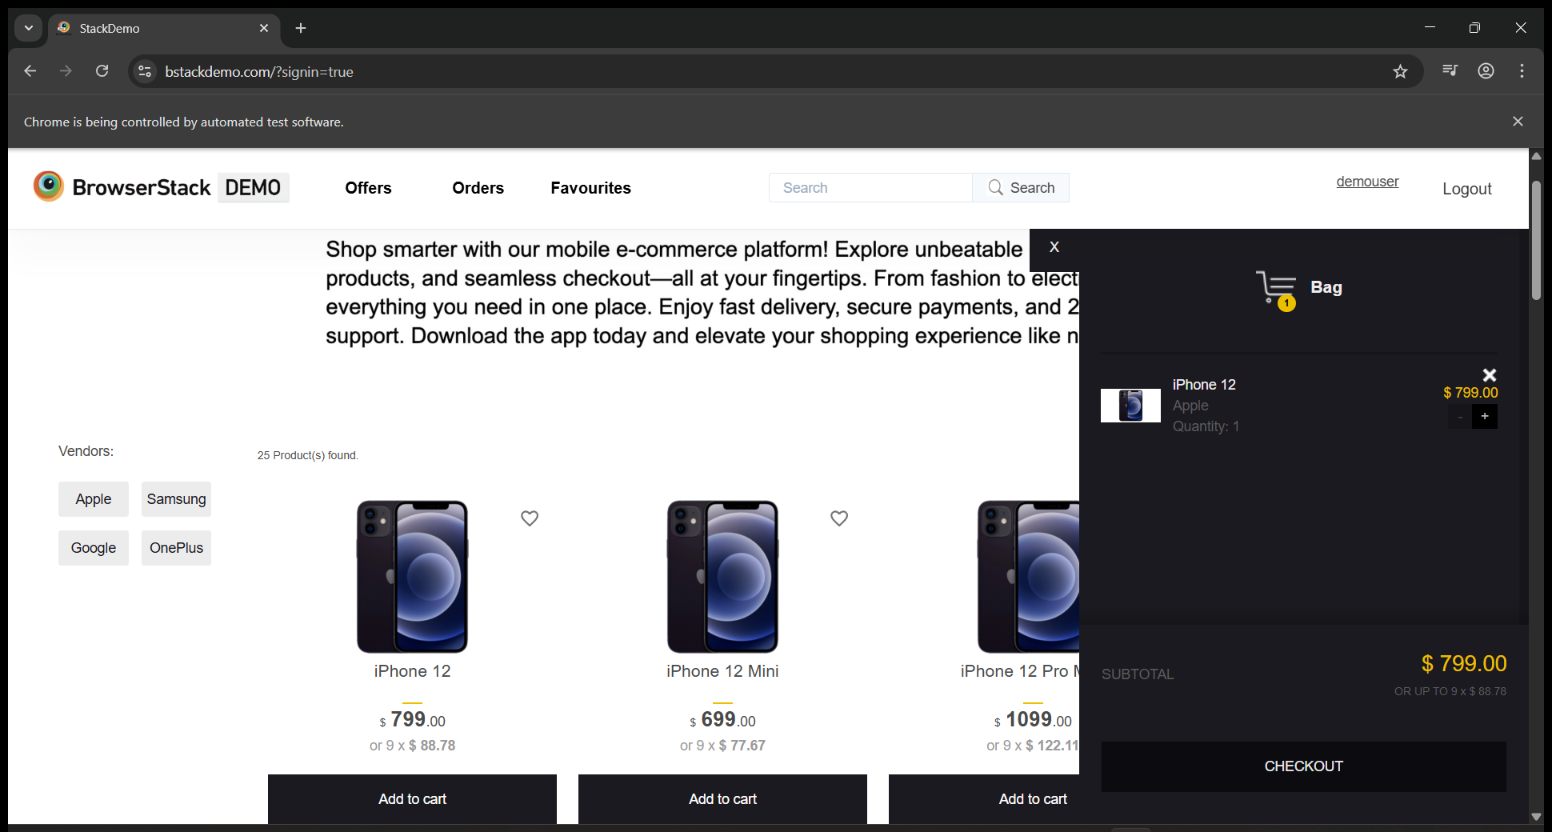 StackDemo
bstackdemo.com/?signin=true
Chrome is being controlled by automated test software.
BrowserStack DEMO
Offers
Orders
Favourites
Search
Search
demouser
Logout
Shop smarter with our mobile e-commerce platform! Explore unbeatable
products, and seamless checkout—all at your fingertips. From fashion to elect
everything you need in one place. Enjoy fast delivery, secure payments, and 2
support. Download the app today and elevate your shopping experience like n
X
1
Bag
iPhone 12
Apple
Quantity: 1
$ 799.00
-
+
Vendors:
Apple
Samsung
Google
OnePlus
25 Product(s) found.
iPhone 12
$ 799.00
or 9 x $ 88.78
Add to cart
iPhone 12 Mini
$ 699.00
or 9 x $ 77.67
Add to cart
iPhone 12 Pro M
$ 1099.00
or 9 x $ 122.11
Add to cart
SUBTOTAL
$ 799.00
OR UP TO 9 x $ 88.78
CHECKOUT